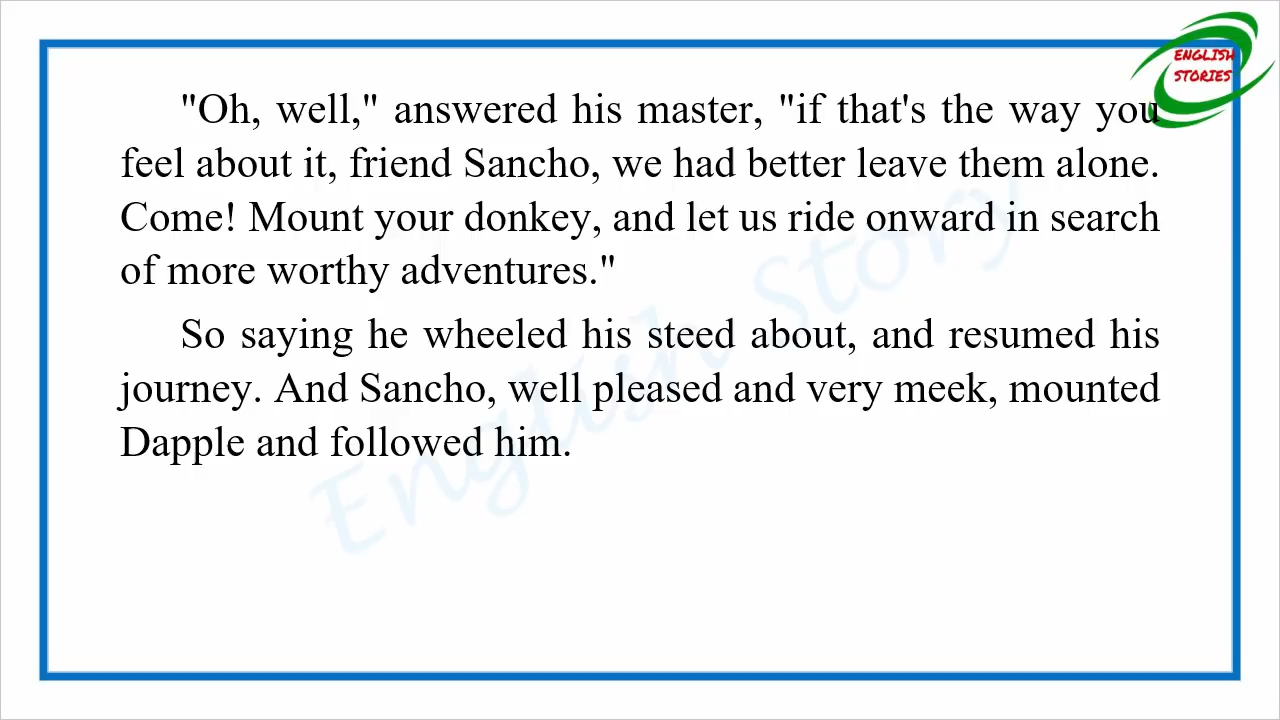 ENGLISH
STORIES
"Oh, well," answered his master, "if that's the way you
feel about it, friend Sancho, we had better leave them alone.
Come! Mount your donkey, and let us ride onward in search
of more worthy adventures."
So saying he wheeled his steed about, and resumed his
journey. And Sancho, well pleased and very meek, mounted
Dapple and followed him.
English Story